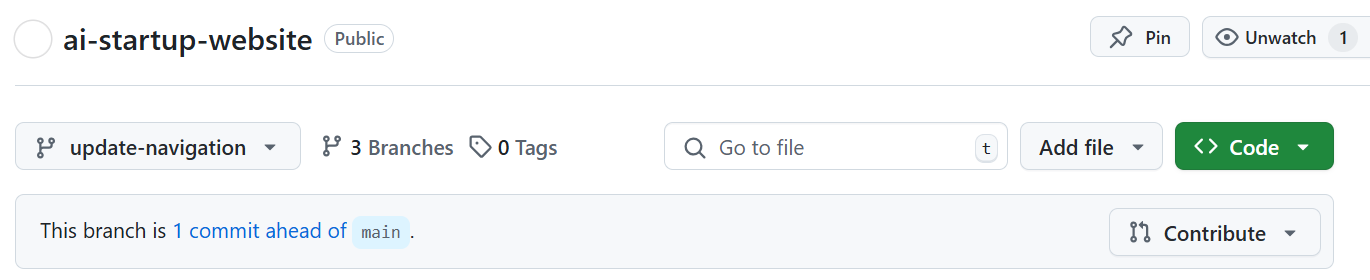 ai-startup-website Public Pin Unwatch 1
update-navigation 3 Branches 0 Tags Go to file t Add file Code
This branch is 1 commit ahead of main. Contribute